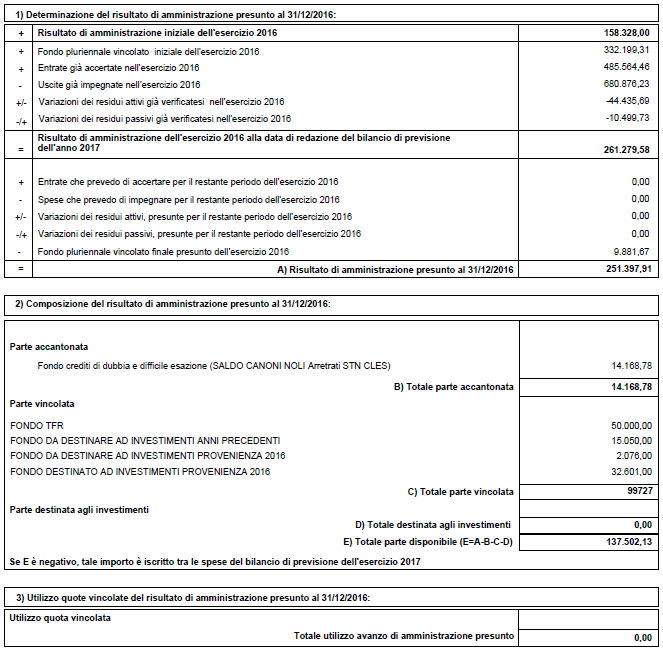 1) Determinazione del risultato di amministrazione presunto al 31/12/2016:
+ Risultato di amministrazione iniziale dell'esercizio 2016 158.328,00
+ Fondo pluriennale vincolato iniziale dell'esercizio 2016 332.199,31
+ Entrate già accertate nell'esercizio 2016 485.564,46
- Uscite già impegnate nell'esercizio 2016 680.876,23
+/- Variazioni dei residui attivi già verificatesi nell'esercizio 2016 -44.435,69
-/+ Variazioni dei residui passivi già verificatesi nell'esercizio 2016 -10.499,73
Risultato di amministrazione dell'esercizio 2016 alla data di redazione del bilancio di previsione
= dell'anno 2017 261.279,58
+ Entrate che prevedo di accertare per il restante periodo dell'esercizio 2016 0,00
- Spese che prevedo di impegnare per il restante periodo dell'esercizio 2016 0,00
+/- Variazioni dei residui attivi, presunte per il restante periodo dell'esercizio 2016 0,00
-/+ Variazioni dei residui passivi, presunte per il restante periodo dell'esercizio 2016 0,00
- Fondo pluriennale vincolato finale presunto dell'esercizio 2016 9.881,67
= A) Risultato di amministrazione presunto al 31/12/2016 251.397,91
2) Composizione del risultato di amministrazione presunto al 31/12/2016:
Parte accantonata
Fondo crediti di dubbia e difficile esazione (SALDO CANONI NOLI Arretrati STN CLES) 14.168,78
B) Totale parte accantonata 14.168,78
Parte vincolata
FONDO TFR 50.000,00
FONDO DA DESTINARE AD INVESTIMENTI ANNI PRECEDENTI 15.050,00
FONDO DA DESTINARE AD INVESTIMENTI PROVENIENZA 2016 2.076,00
FONDO DESTINATO AD INVESTIMENTI PROVENIENZA 2016 32.601,00
C) Totale parte vincolata 99727
Parte destinata agli investimenti
D) Totale destinata agli investimenti 0,00
E) Totale parte disponibile (E=A-B-C-D) 137.502,13
Se E è negativo, tale importo è iscritto tra le spese del bilancio di previsione dell'esercizio 2017
3) Utilizzo quote vincolate del risultato di amministrazione presunto al 31/12/2016:
Utilizzo quota vincolata
Totale utilizzo avanzo di amministrazione presunto 0,00